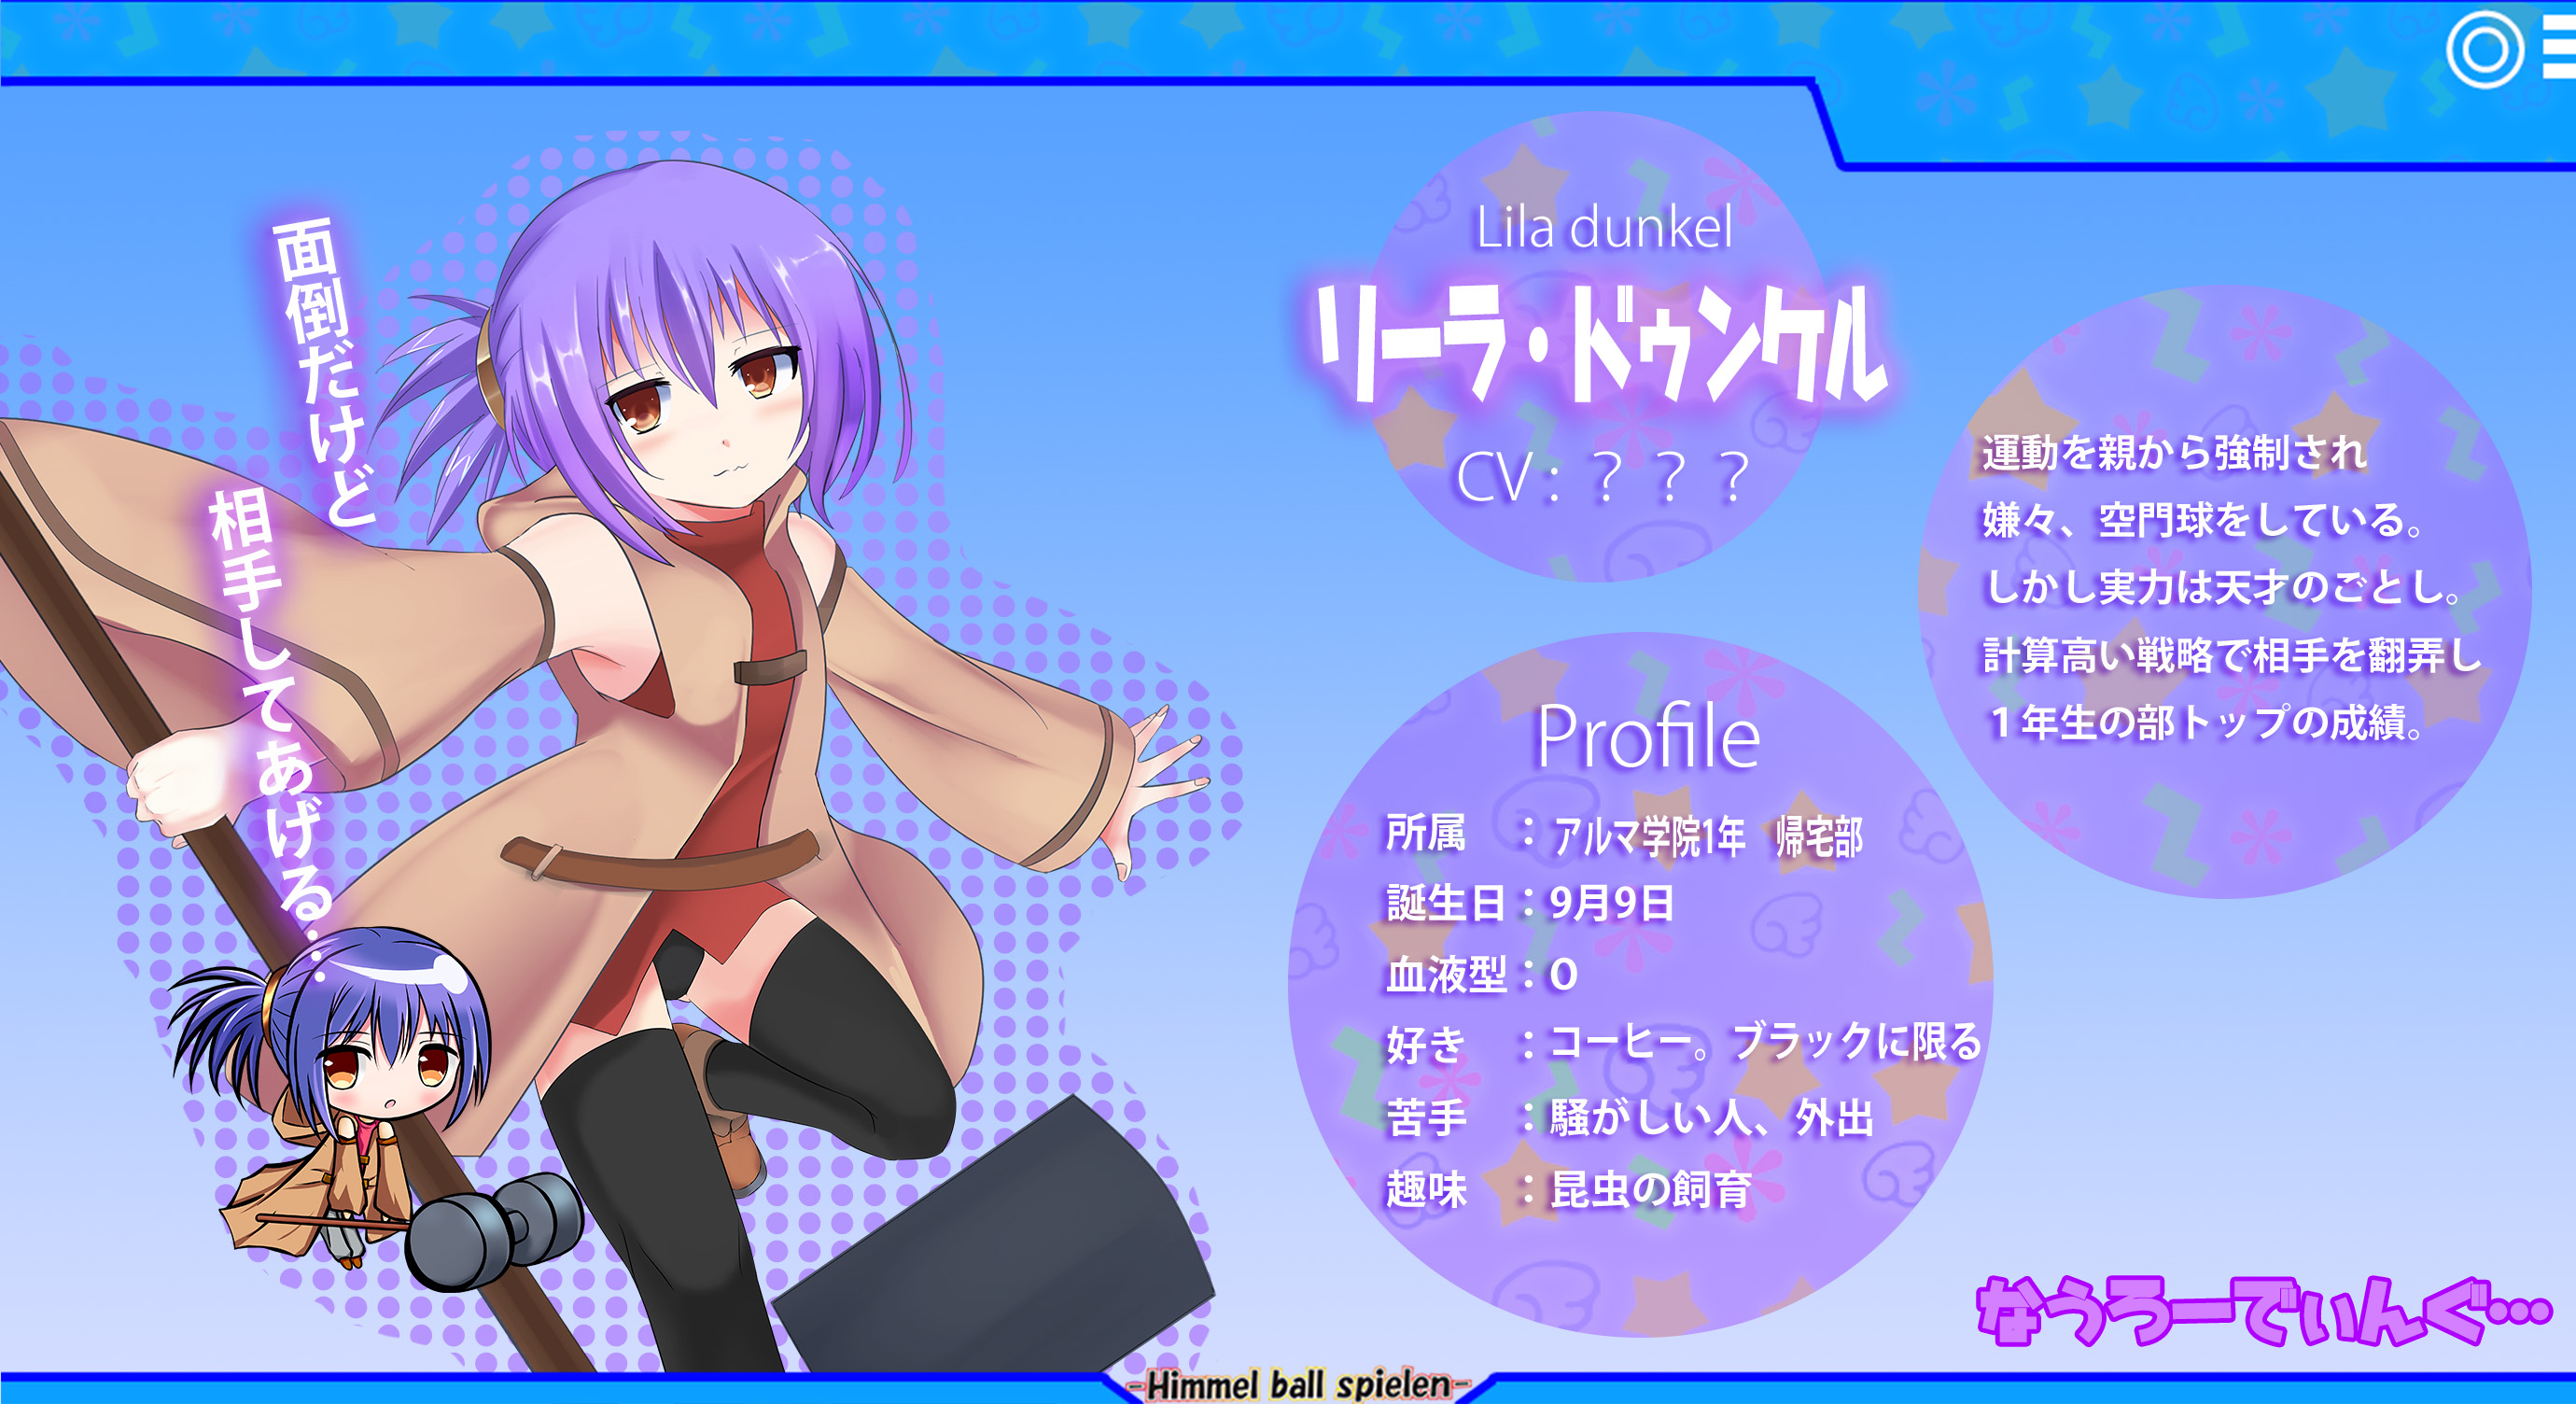 面倒だけど
相手してあげる…
Lila dunkel
リーラ・ドゥンケル
CV：？？？
運動を親から強制され
嫌々、空門球をしている。
しかし実力は天才のごとし。
計算高い戦略で相手を翻弄し
１年生の部トップの成績。
Profile
所属　：アルマ学院1年　帰宅部
誕生日：9月9日
血液型：O
好き　：コーヒー。ブラックに限る
苦手　：騒がしい人、外出
趣味　：昆虫の飼育
なうろーでぃんぐ…
-Himmel ball spielen-